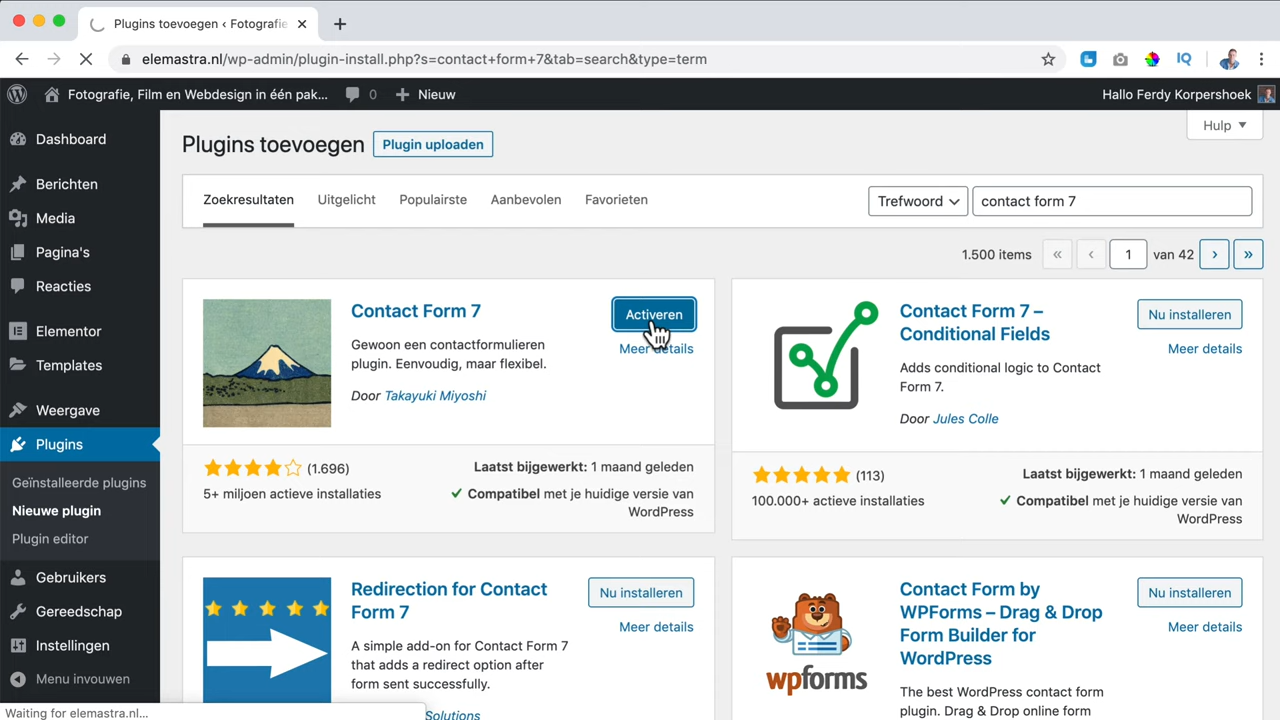 Plugins toevoegen ‹ Fotografie
elemastra.nl/wp-admin/plugin-install.php?s=contact+form+7&tab=search&type=term
IQ
Fotografie, Film en Webdesign in één pak...
0
Nieuw
Hallo Ferdy Korpershoek
Dashboard
Berichten
Media
Pagina's
Reacties
Elementor
Templates
Weergave
Plugins
Geïnstalleerde plugins
Nieuwe plugin
Plugin editor
Gebruikers
Gereedschap
Instellingen
Menu invouwen
Hulp
Plugins toevoegen
Plugin uploaden
Zoekresultaten
Uitgelicht
Populairste
Aanbevolen
Favorieten
Trefwoord
contact form 7
1.500 items
«
‹
1
van 42
›
»
Contact Form 7
Activeren
Meer details
Gewoon een contactformulieren
plugin. Eenvoudig, maar flexibel.
Door Takayuki Miyoshi
(1.696)
5+ miljoen actieve installaties
Laatst bijgewerkt: 1 maand geleden
Compatibel met je huidige versie van
WordPress
Contact Form 7 –
Conditional Fields
Nu installeren
Meer details
Adds conditional logic to Contact
Form 7.
Door Jules Colle
(113)
100.000+ actieve installaties
Laatst bijgewerkt: 1 maand geleden
Compatibel met je huidige versie van
WordPress
Redirection for Contact
Form 7
Nu installeren
Meer details
A simple add-on for Contact Form 7
that adds a redirect option after
form sent successfully.
Solutions
wpforms
Contact Form by
WPForms – Drag & Drop
Form Builder for
WordPress
Nu installeren
Meer details
The best WordPress contact form
plugin. Drag & Drop online form
Waiting for elemastra.nl...